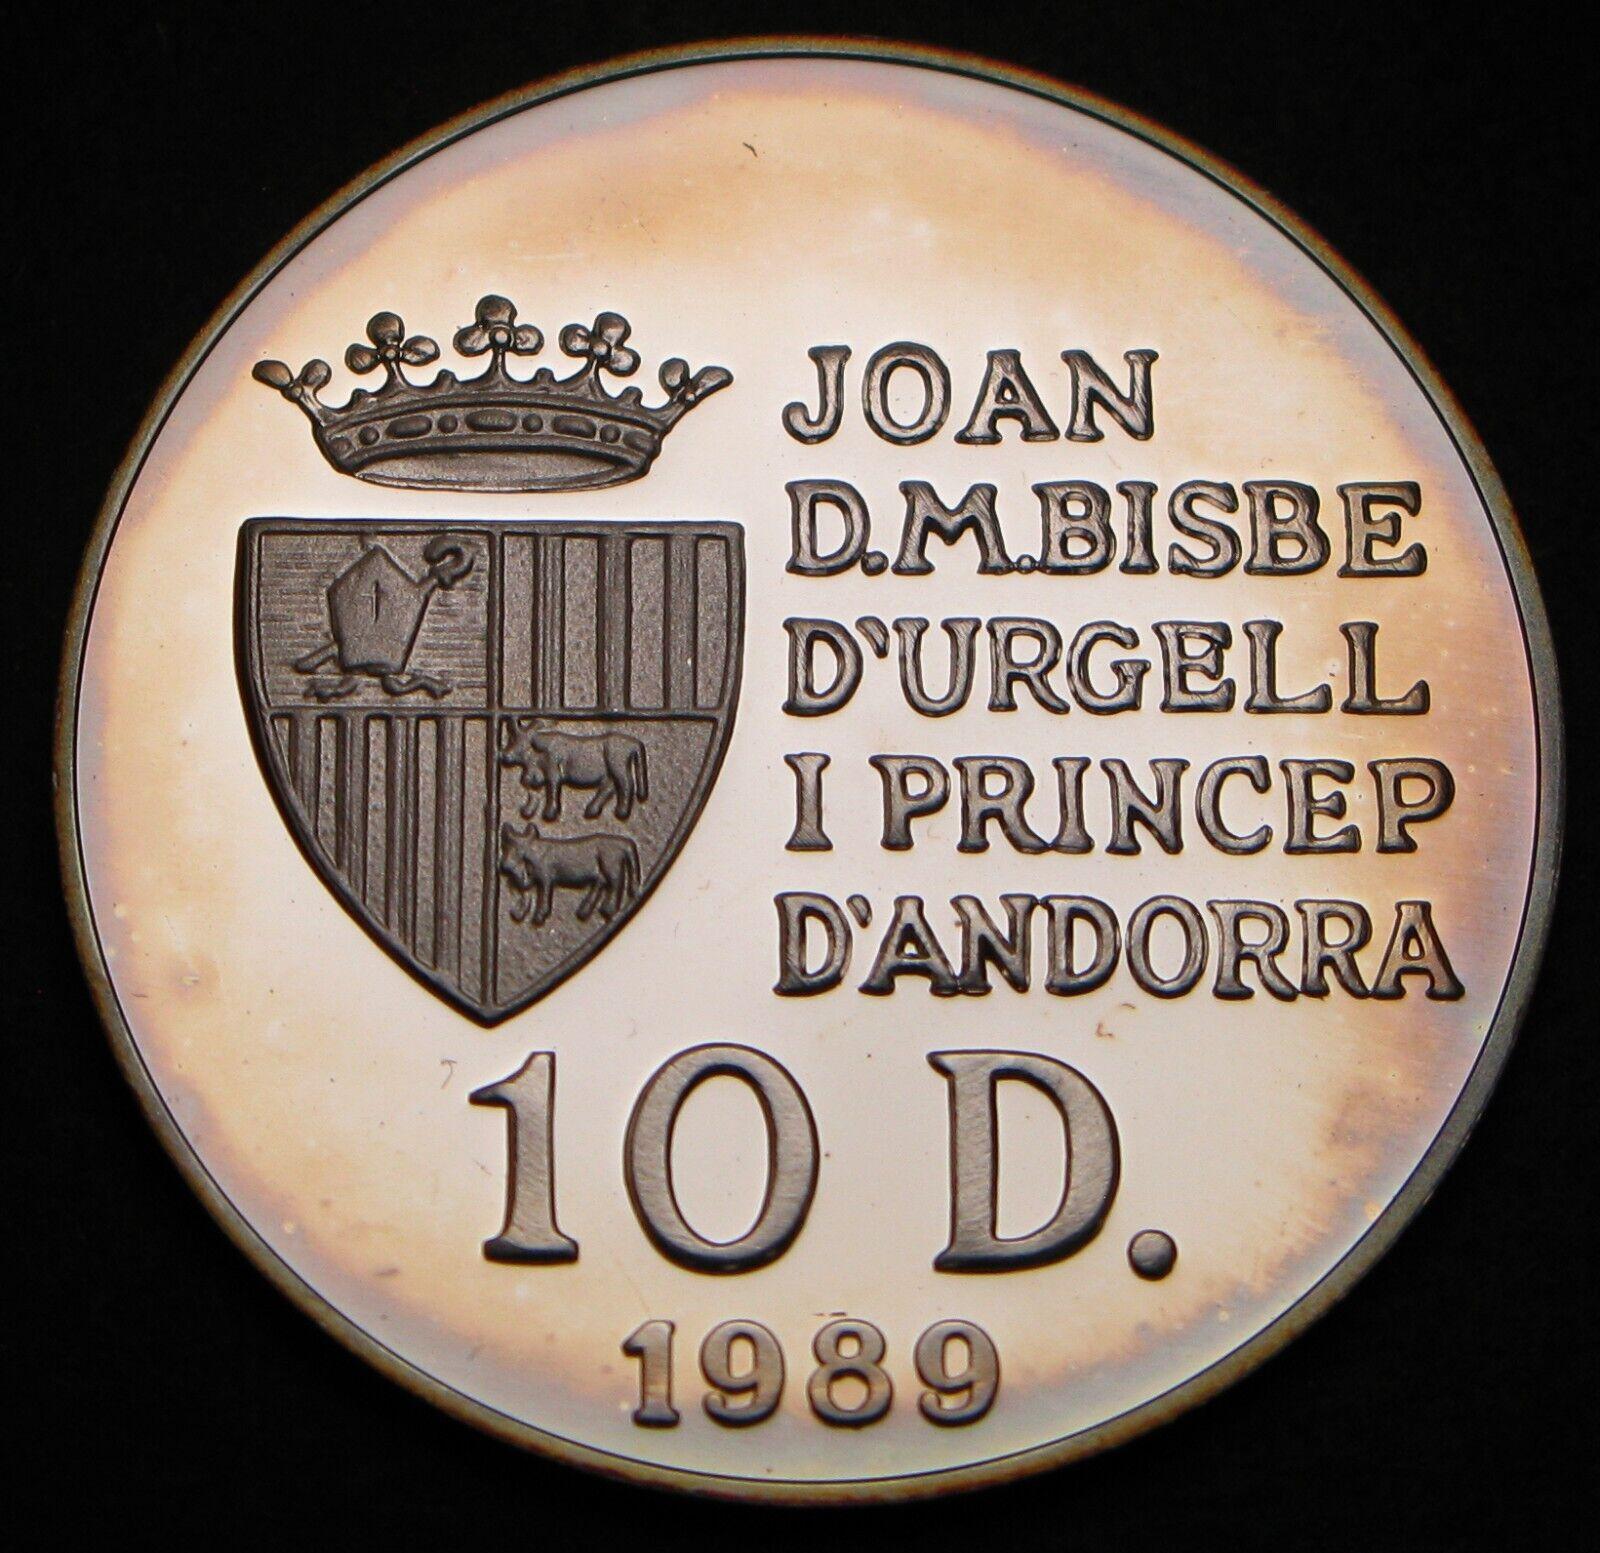 JOAN
D.M.BISBE
D'URGELL
I PRINCEP
D'ANDORRA
10 D.
1989